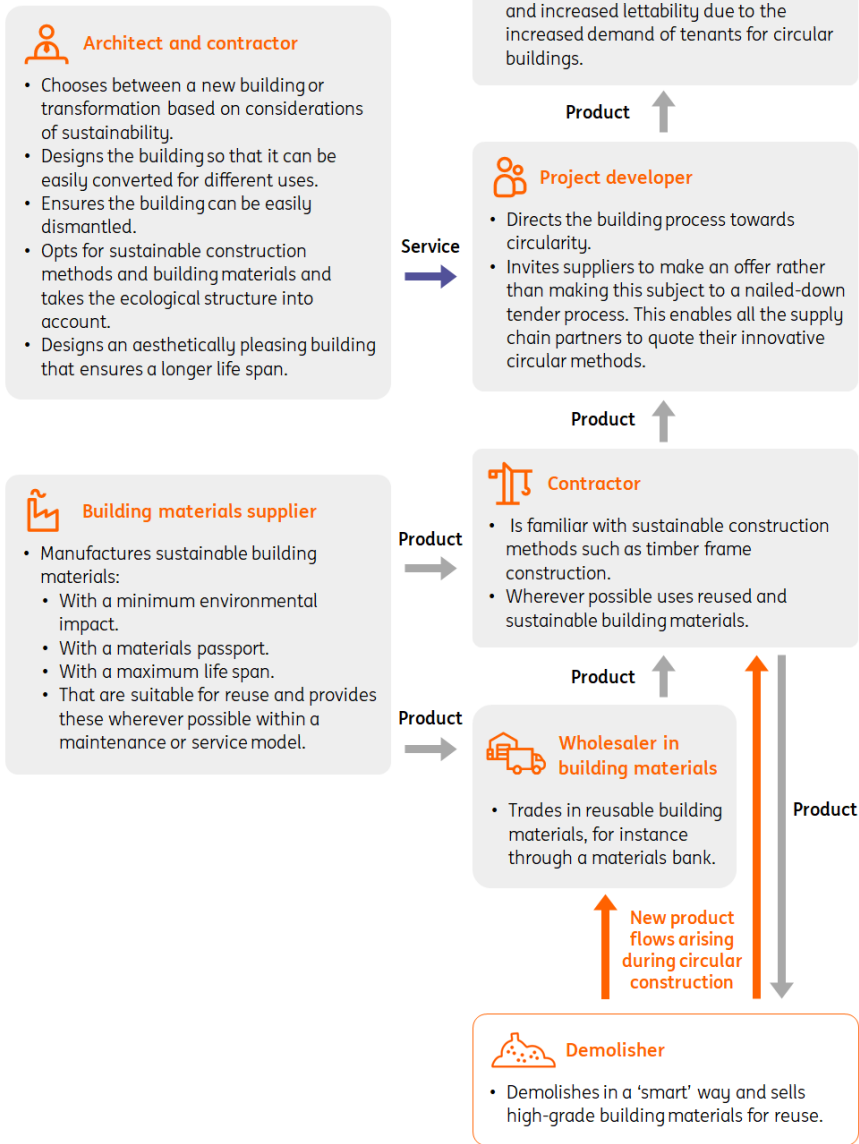 and increased lettability due to the
increased demand of tenants for circular
buildings.
Product
Architect and contractor
• Chooses between a new building or
transformation based on considerations
of sustainability.
• Designs the building so that it can be
easily converted for different uses.
• Ensures the building can be easily
dismantled.
• Opts for sustainable construction
methods and building materials and
takes the ecological structure into
account.
• Designs an aesthetically pleasing building
that ensures a longer life span.
Service
Project developer
• Directs the building process towards
circularity.
• Invites suppliers to make an offer rather
than making this subject to a nailed-down
tender process. This enables all the supply
chain partners to quote their innovative
circular methods.
Product
Building materials supplier
• Manufactures sustainable building
materials:
• With a minimum environmental
impact.
• With a materials passport.
• With a maximum life span.
• That are suitable for reuse and provides
these wherever possible within a
maintenance or service model.
Product
Contractor
• Is familiar with sustainable construction
methods such as timber frame
construction.
• Wherever possible uses reused and
sustainable building materials.
Product
Product
Wholesaler in
building materials
• Trades in reusable building
materials, for instance
through a materials bank.
Product
New product
flows arising
during circular
construction
Demolisher
• Demolishes in a ‘smart’ way and sells
high-grade building materials for reuse.